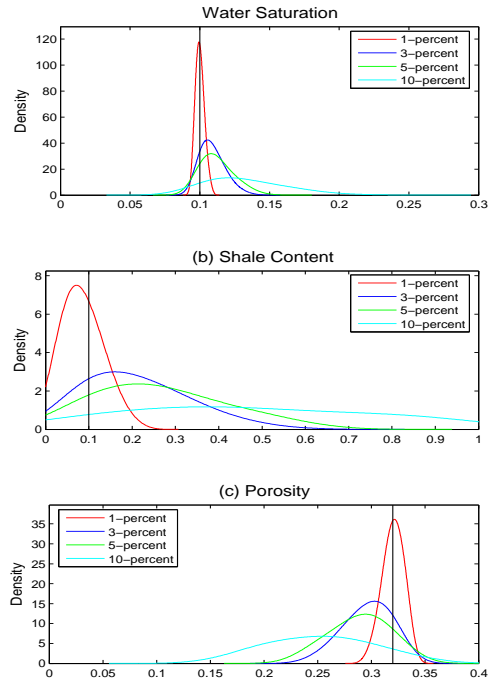 Water Saturation
120
100
80
60
40
20
0
Density
1−percent
3−percent
5−percent
10−percent
0 0.05 0.1 0.15 0.2 0.25 0.3
(b) Shale Content
8
6
4
2
0
Density
1−percent
3−percent
5−percent
10−percent
0 0.1 0.2 0.3 0.4 0.5 0.6 0.7 0.8 0.9 1
(c) Porosity
35
30
25
20
15
10
5
0
Density
1−percent
3−percent
5−percent
10−percent
0 0.05 0.1 0.15 0.2 0.25 0.3 0.35 0.4